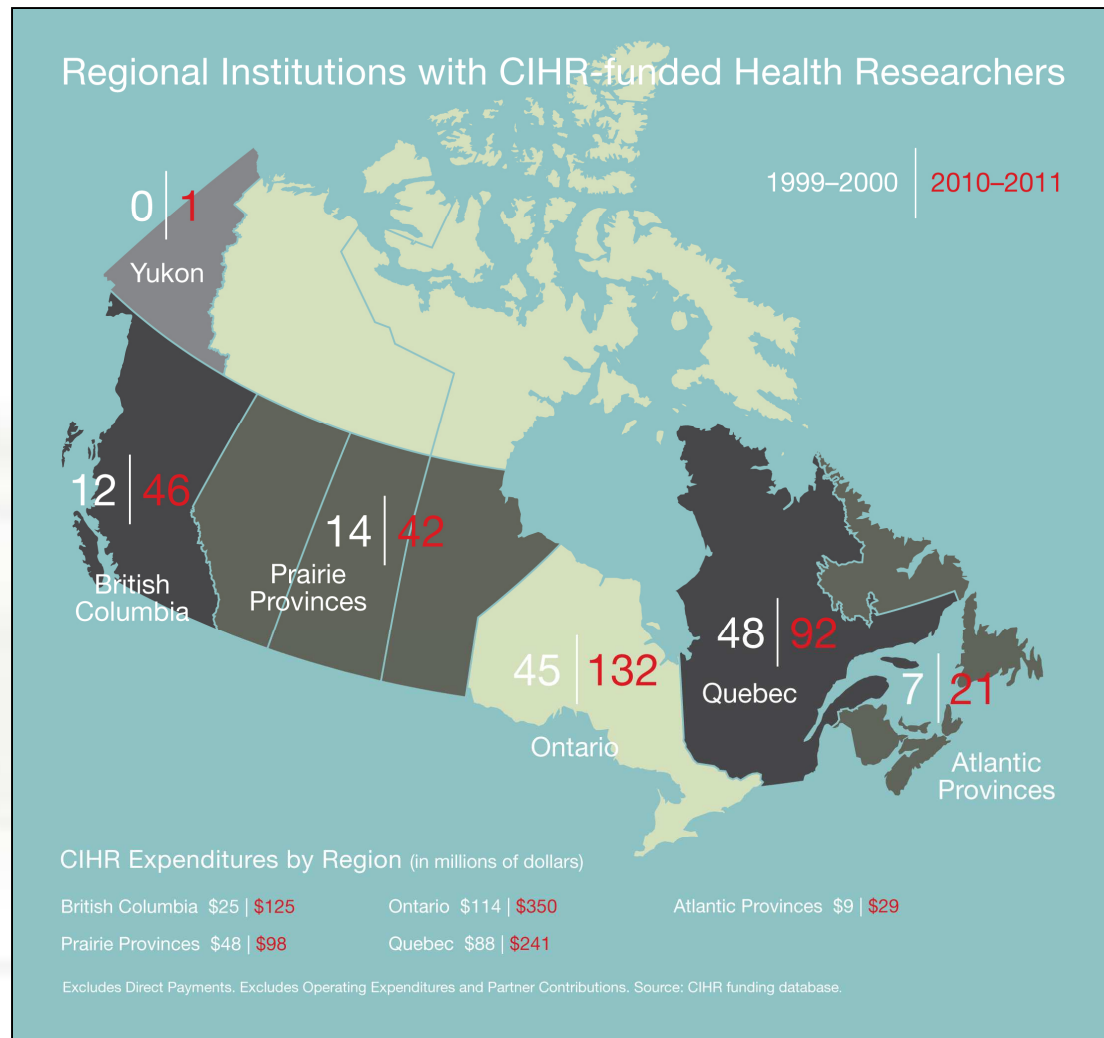 Regional Institutions with CIHR-funded Health Researchers
1999–2000 | 2010–2011
0 | 1
Yukon
12 | 46
British
Columbia
14 | 42
Prairie
Provinces
45 | 132
Ontario
48 | 92
Quebec
7 | 21
Atlantic
Provinces
CIHR Expenditures by Region (in millions of dollars)
British Columbia $25 | $125
Ontario $114 | $350
Atlantic Provinces $9 | $29
Prairie Provinces $48 | $98
Quebec $88 | $241
Excludes Direct Payments. Excludes Operating Expenditures and Partner Contributions. Source: CIHR funding database.